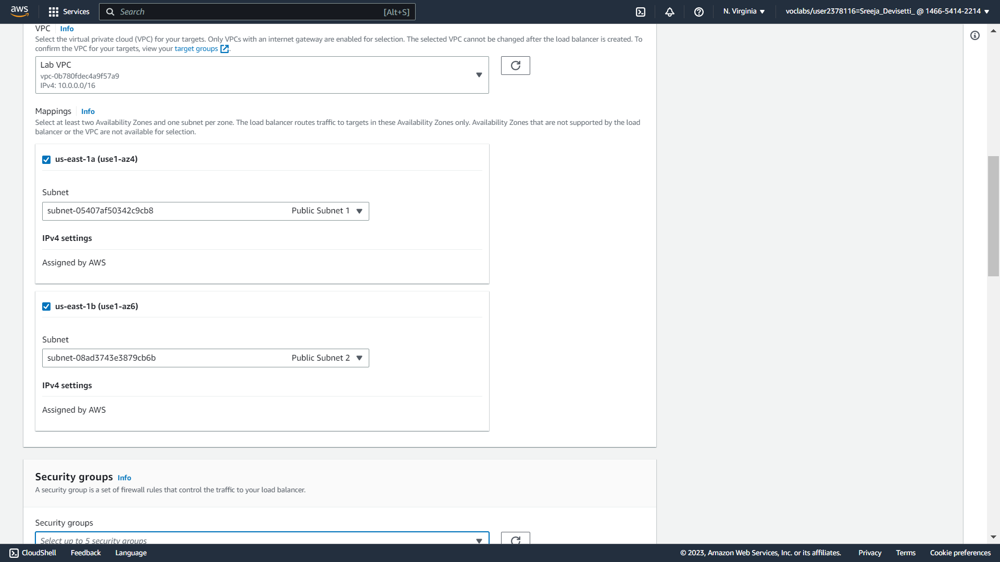 aws
Services
Search
[Alt+S]
N. Virginia
voclabs/user2378116=Sreeja_Devisetti_ @ 1466-5414-2214
VPC
Info
Select the virtual private cloud (VPC) for your targets. Only VPCs with an internet gateway are enabled for selection. The selected VPC cannot be changed after the load balancer is created. To
confirm the VPC for your targets, view your target groups.
Lab VPC
vpc-0b780fdec4a9f57a9
IPv4: 10.0.0.0/16
Mappings
Info
Select at least two Availability Zones and one subnet per zone. The load balancer routes traffic to targets in these Availability Zones only. Availability Zones that are not supported by the load
balancer or the VPC are not available for selection.
us-east-1a (use1-az4)
Subnet
subnet-05407af50342c9cb8
Public Subnet 1
IPv4 settings
Assigned by AWS
us-east-1b (use1-az6)
Subnet
subnet-08ad3743e3879cb6b
Public Subnet 2
IPv4 settings
Assigned by AWS
Security groups
Info
A security group is a set of firewall rules that control the traffic to your load balancer.
Security groups
Select up to 5 security groups
CloudShell
Feedback
Language
© 2023, Amazon Web Services, Inc. or its affiliates.
Privacy
Terms
Cookie preferences